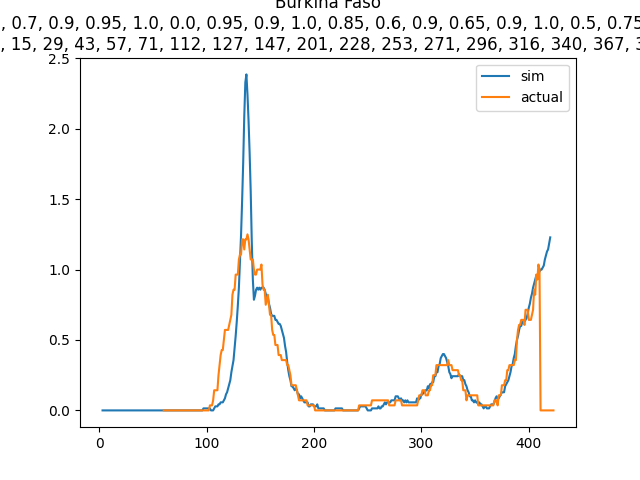 Burkina Faso
, 0.7, 0.9, 0.95, 1.0, 0.0, 0.95, 0.9, 1.0, 0.85, 0.6, 0.9, 0.65, 0.9, 1.0, 0.5, 0.75
, 15, 29, 43, 57, 71, 112, 127, 147, 201, 228, 253, 271, 296, 316, 340, 367, 3
2.5
sim
actual
2.0
1.5
1.0
0.5
0.0
0 100 200 300 400